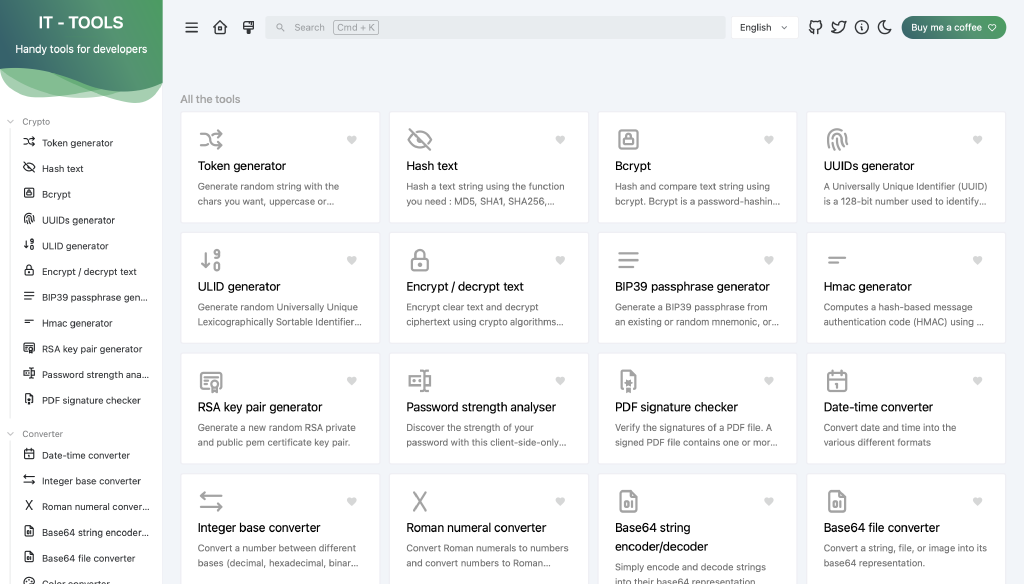 IT - TOOLS
Handy tools for developers
Search
Cmd + K
English
Buy me a coffee
Crypto
Token generator
Hash text
Bcrypt
UUIDs generator
ULID generator
Encrypt / decrypt text
BIP39 passphrase gen...
Hmac generator
RSA key pair generator
Password strength ana...
PDF signature checker
Converter
Date-time converter
Integer base converter
Roman numeral conver...
Base64 string encoder...
Base64 file converter
Color converter
All the tools
Token generator
Generate random string with the
chars you want, uppercase or...
Hash text
Hash a text string using the function
you need : MD5, SHA1, SHA256,...
Bcrypt
Hash and compare text string using
bcrypt. Bcrypt is a password-hashin...
UUIDs generator
A Universally Unique Identifier (UUID)
is a 128-bit number used to identify...
ULID generator
Generate random Universally Unique
Lexicographically Sortable Identifier...
Encrypt / decrypt text
Encrypt clear text and decrypt
ciphertext using crypto algorithms...
BIP39 passphrase generator
Generate a BIP39 passphrase from
an existing or random mnemonic, or...
Hmac generator
Computes a hash-based message
authentication code (HMAC) using ...
RSA key pair generator
Generate a new random RSA private
and public pem certificate key pair.
Password strength analyser
Discover the strength of your
password with this client-side-only...
PDF signature checker
Verify the signatures of a PDF file. A
signed PDF file contains one or mor...
Date-time converter
Convert date and time into the
various different formats
Integer base converter
Convert a number between different
bases (decimal, hexadecimal, binar...
Roman numeral converter
Convert Roman numerals to numbers
and convert numbers to Roman...
Base64 string
encoder/decoder
Simply encode and decode strings
into their base64 representation.
Base64 file converter
Convert a string, file, or image into its
base64 representation.